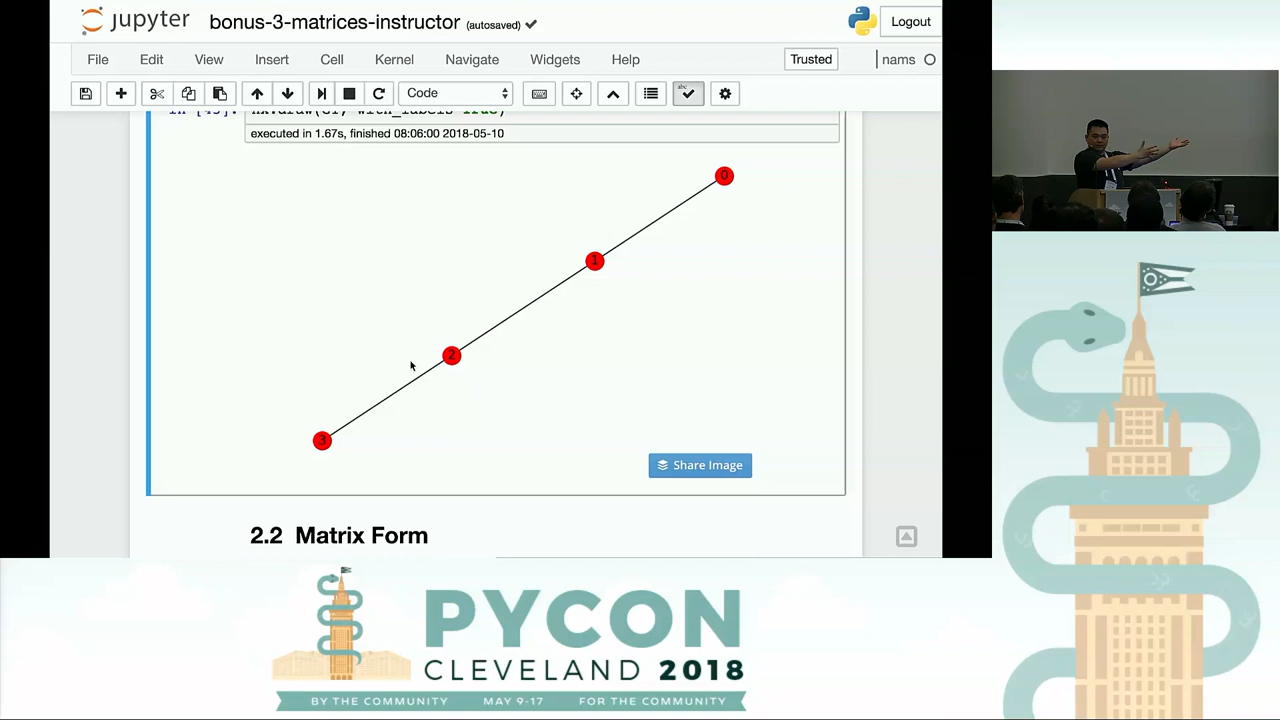 jupyter bonus-3-matrices-instructor (autosaved) Logout
File Edit View Insert Cell Kernel Navigate Widgets Help Trusted nams
Code
executed in 1.67s, finished 08:06:00 2018-05-10
0
1
2
3
Share Image
2.2 Matrix Form
PYCON
CLEVELAND 2018
BY THE COMMUNITY MAY 9-17 FOR THE COMMUNITY